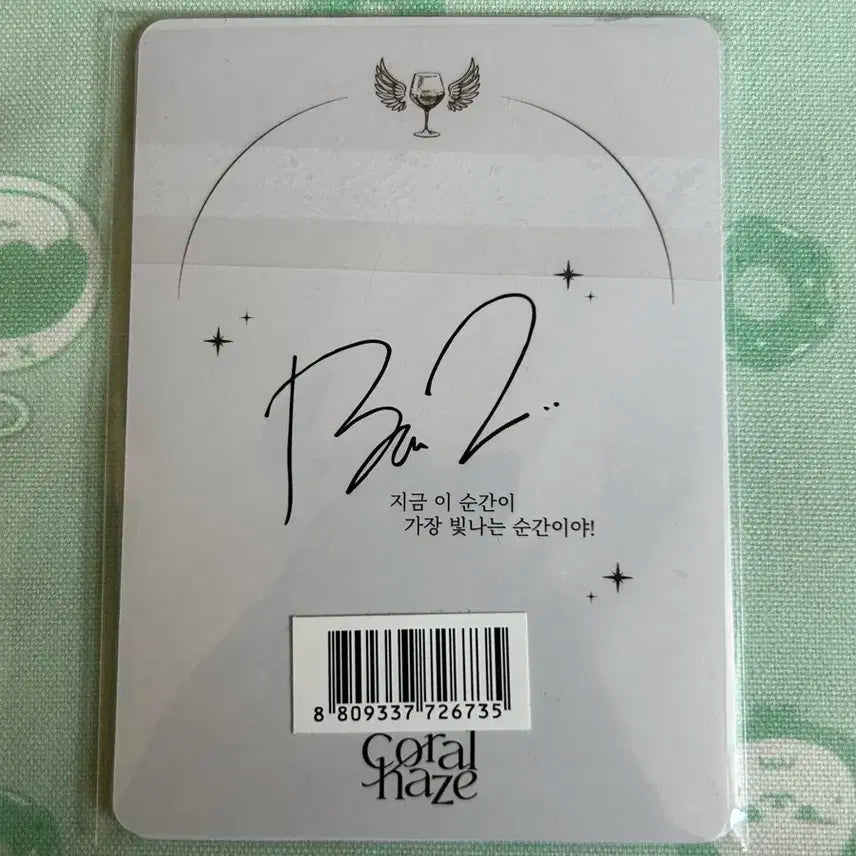 지금 이 순간이
가장 빛나는 순간이야!
8 809337 726735
coral
haze